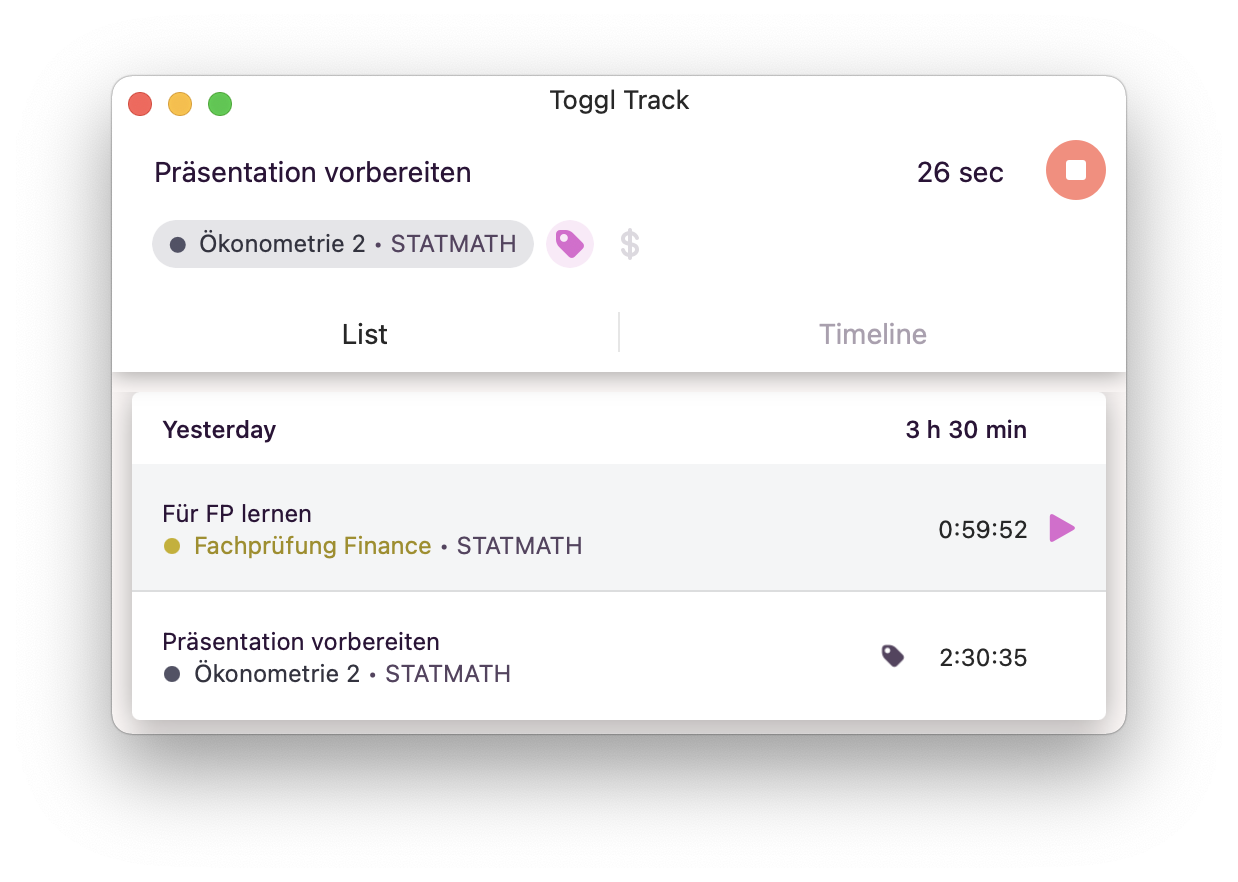 Toggl Track
Präsentation vorbereiten 26 sec
Ökonometrie 2 • STATMATH $
List Timeline
Yesterday 3 h 30 min
Für FP lernen
Fachprüfung Finance • STATMATH 0:59:52
Präsentation vorbereiten
Ökonometrie 2 • STATMATH 2:30:35